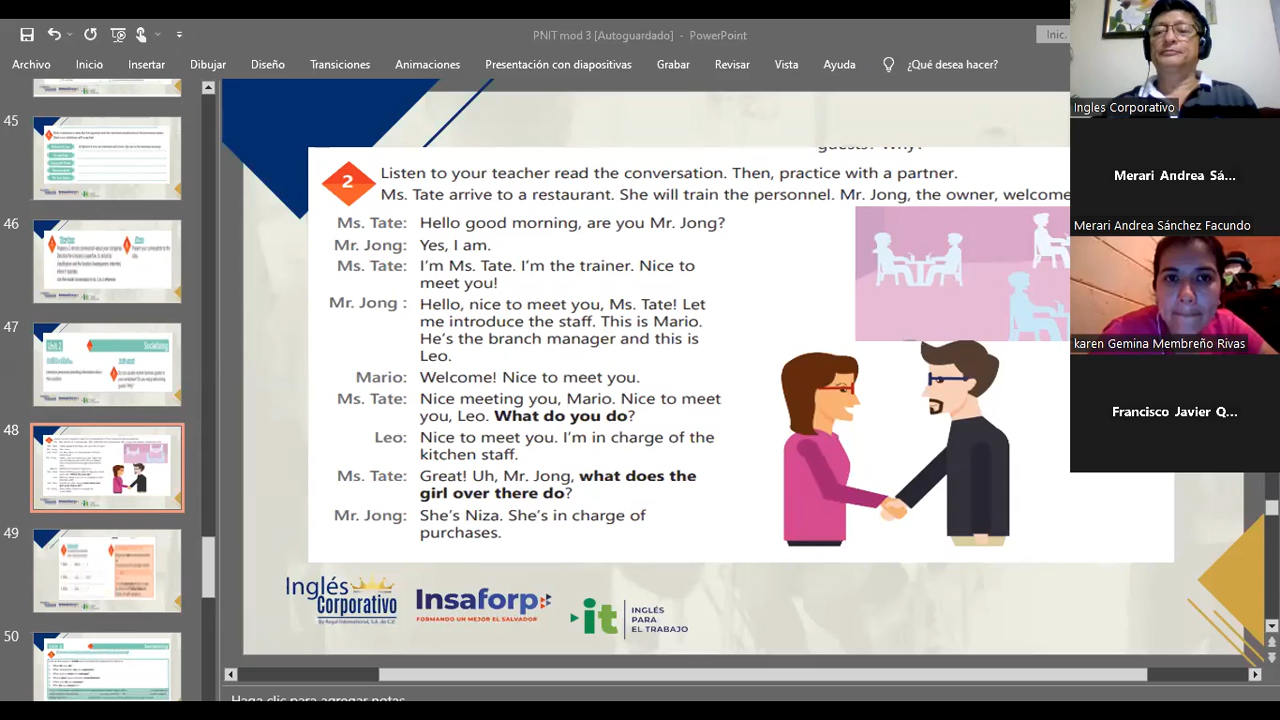 PNIT mod 3 [Autoguardado] - PowerPoint
Inic.
Archivo Inicio Insertar Dibujar Diseño Transiciones Animaciones Presentación con diapositivas Grabar Revisar Vista Ayuda ¿Qué desea hacer?
45
46
47
Unit 2
Socializing
48
49
50
guests? Why?
2
Listen to your teacher read the conversation. Then, practice with a partner.
Ms. Tate arrive to a restaurant. She will train the personnel. Mr. Jong, the owner, welcome
Ms. Tate: Hello good morning, are you Mr. Jong?
Mr. Jong: Yes, I am.
Ms. Tate: I'm Ms. Tate. I'm the trainer. Nice to
meet you!
Mr. Jong : Hello, nice to meet you, Ms. Tate! Let
me introduce the staff. This is Mario.
He's the branch manager and this is
Leo.
Mario: Welcome! Nice to meet you.
Ms. Tate: Nice meeting you, Mario. Nice to meet
you, Leo. What do you do?
Leo: Nice to meet you. I'm in charge of the
kitchen staff.
Ms. Tate: Great! Uh, Mr. Jong, what does the
girl over there do?
Mr. Jong: She's Niza. She's in charge of
purchases.
Inglés
Corporativo
Insaforp
FORMANDO UN MEJOR EL SALVADOR
it
INGLÉS
PARA
EL TRABAJO
Haga clic para agregar notas
Ingles Corporativo
Merari Andrea Sá...
Merari Andrea Sánchez Facundo
karen Gemina Membreño Rivas
Francisco Javier Q...